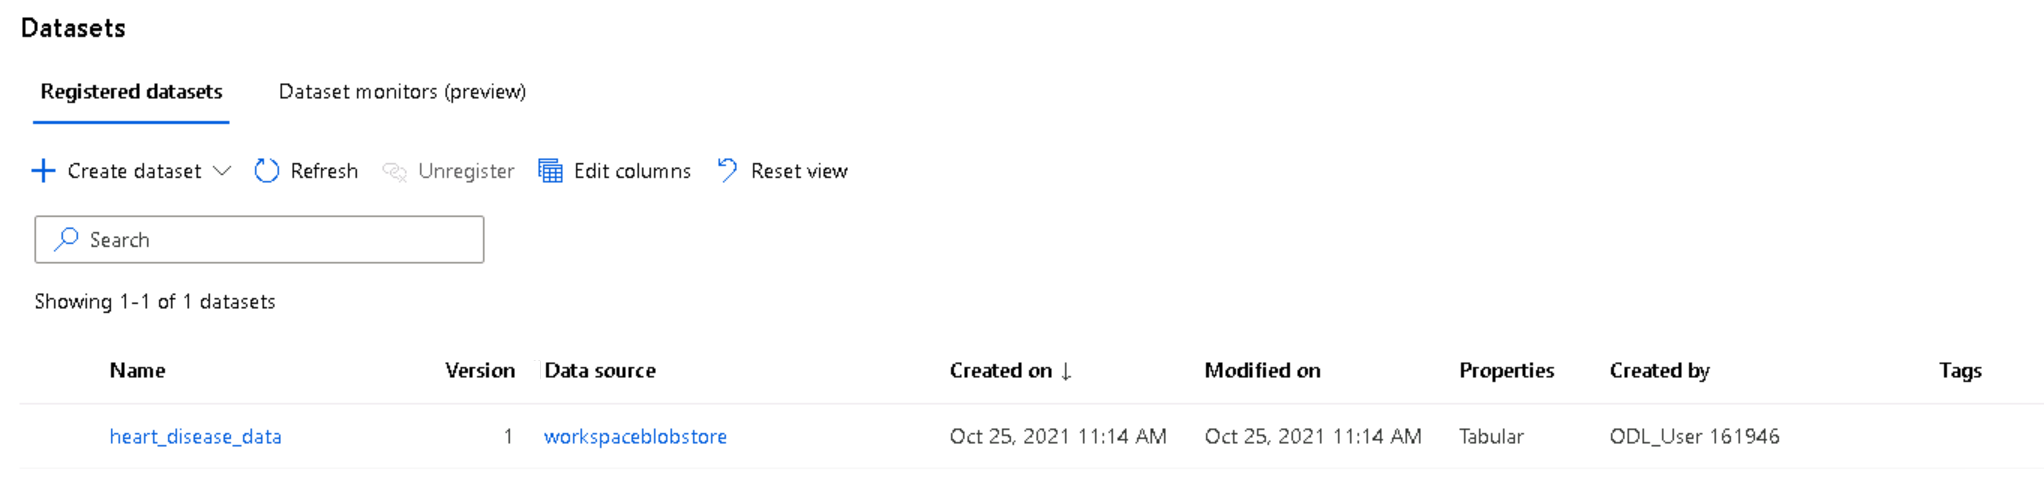 Datasets
Registered datasets Dataset monitors (preview)
Create dataset Refresh Unregister Edit columns Reset view
Search
Showing 1-1 of 1 datasets
Name Version Data source Created on ↓ Modified on Properties Created by Tags
heart_disease_data 1 workspaceblobstore Oct 25, 2021 11:14 AM Oct 25, 2021 11:14 AM Tabular ODL_User 161946